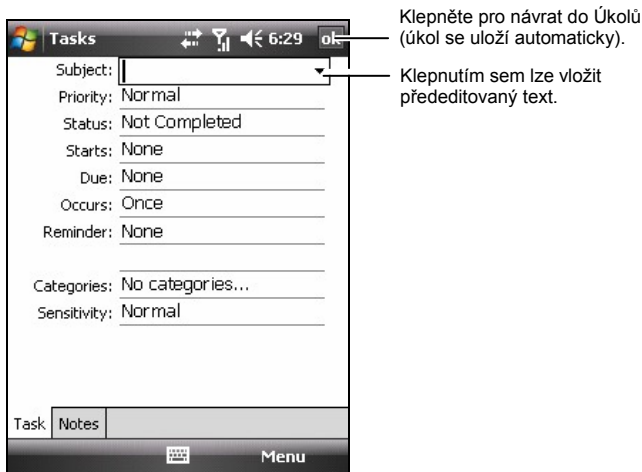 Tasks 6:29 ok
Klepněte pro návrat do Úkolů
(úkol se uloží automaticky).
Subject:
Klepnutím sem lze vložit
přededitovaný text.
Priority: Normal
Status: Not Completed
Starts: None
Due: None
Occurs: Once
Reminder: None
Categories: No categories...
Sensitivity: Normal
Task Notes
Menu